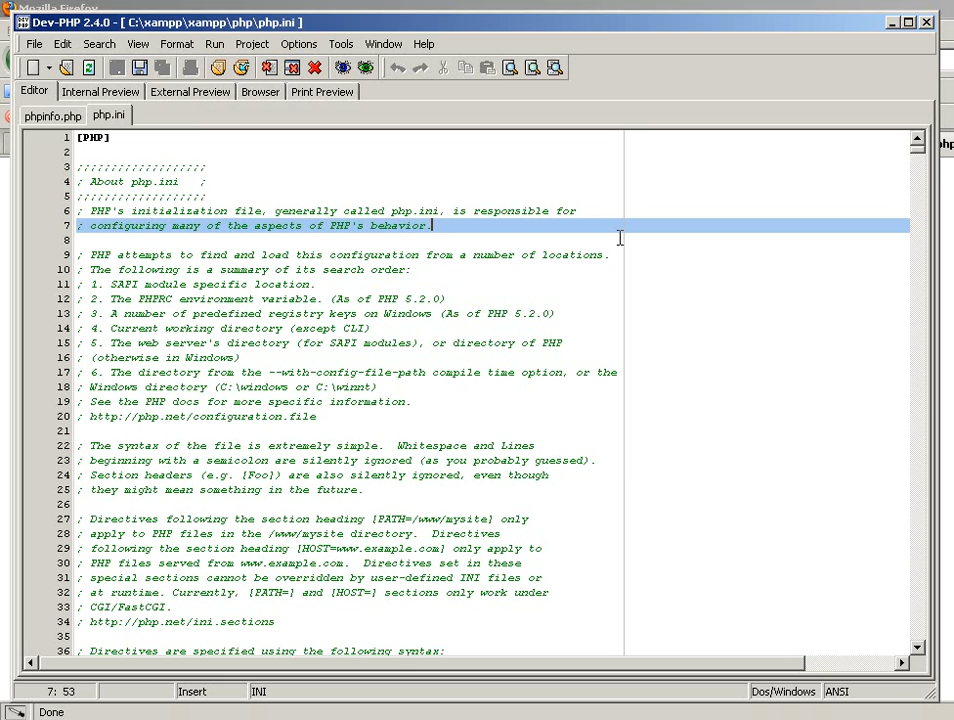 Mozilla Firefox
Dev-PHP 2.4.0 - [ C:\xampp\xampp\php\php.ini ]
File Edit Search View Format Run Project Options Tools Window Help
Editor Internal Preview External Preview Browser Print Preview
phpinfo.php php.ini
1 [PHP]
2
3 ;;;;;;;;;;;;;;;;;;;
4 ; About php.ini   ;
5 ;;;;;;;;;;;;;;;;;;;
6 ; PHP's initialization file, generally called php.ini, is responsible for
7 ; configuring many of the aspects of PHP's behavior.
8
9 ; PHP attempts to find and load this configuration from a number of locations.
10 ; The following is a summary of its search order:
11 ; 1. SAPI module specific location.
12 ; 2. The PHPRC environment variable. (As of PHP 5.2.0)
13 ; 3. A number of predefined registry keys on Windows (As of PHP 5.2.0)
14 ; 4. Current working directory (except CLI)
15 ; 5. The web server's directory (for SAPI modules), or directory of PHP
16 ; (otherwise in Windows)
17 ; 6. The directory from the --with-config-file-path compile time option, or the
18 ; Windows directory (C:\windows or C:\winnt)
19 ; See the PHP docs for more specific information.
20 ; http://php.net/configuration.file
21
22 ; The syntax of the file is extremely simple.  Whitespace and Lines
23 ; beginning with a semicolon are silently ignored (as you probably guessed).
24 ; Section headers (e.g. [Foo]) are also silently ignored, even though
25 ; they might mean something in the future.
26
27 ; Directives following the section heading [PATH=/www/mysite] only
28 ; apply to PHP files in the /www/mysite directory.  Directives
29 ; following the section heading [HOST=www.example.com] only apply to
30 ; PHP files served from www.example.com.  Directives set in these
31 ; special sections cannot be overridden by user-defined INI files or
32 ; at runtime. Currently, [PATH=] and [HOST=] sections only work under
33 ; CGI/FastCGI.
34 ; http://php.net/ini.sections
35
36 ; Directives are specified using the following syntax:
7: 53 Insert INI Dos/Windows ANSI
Done